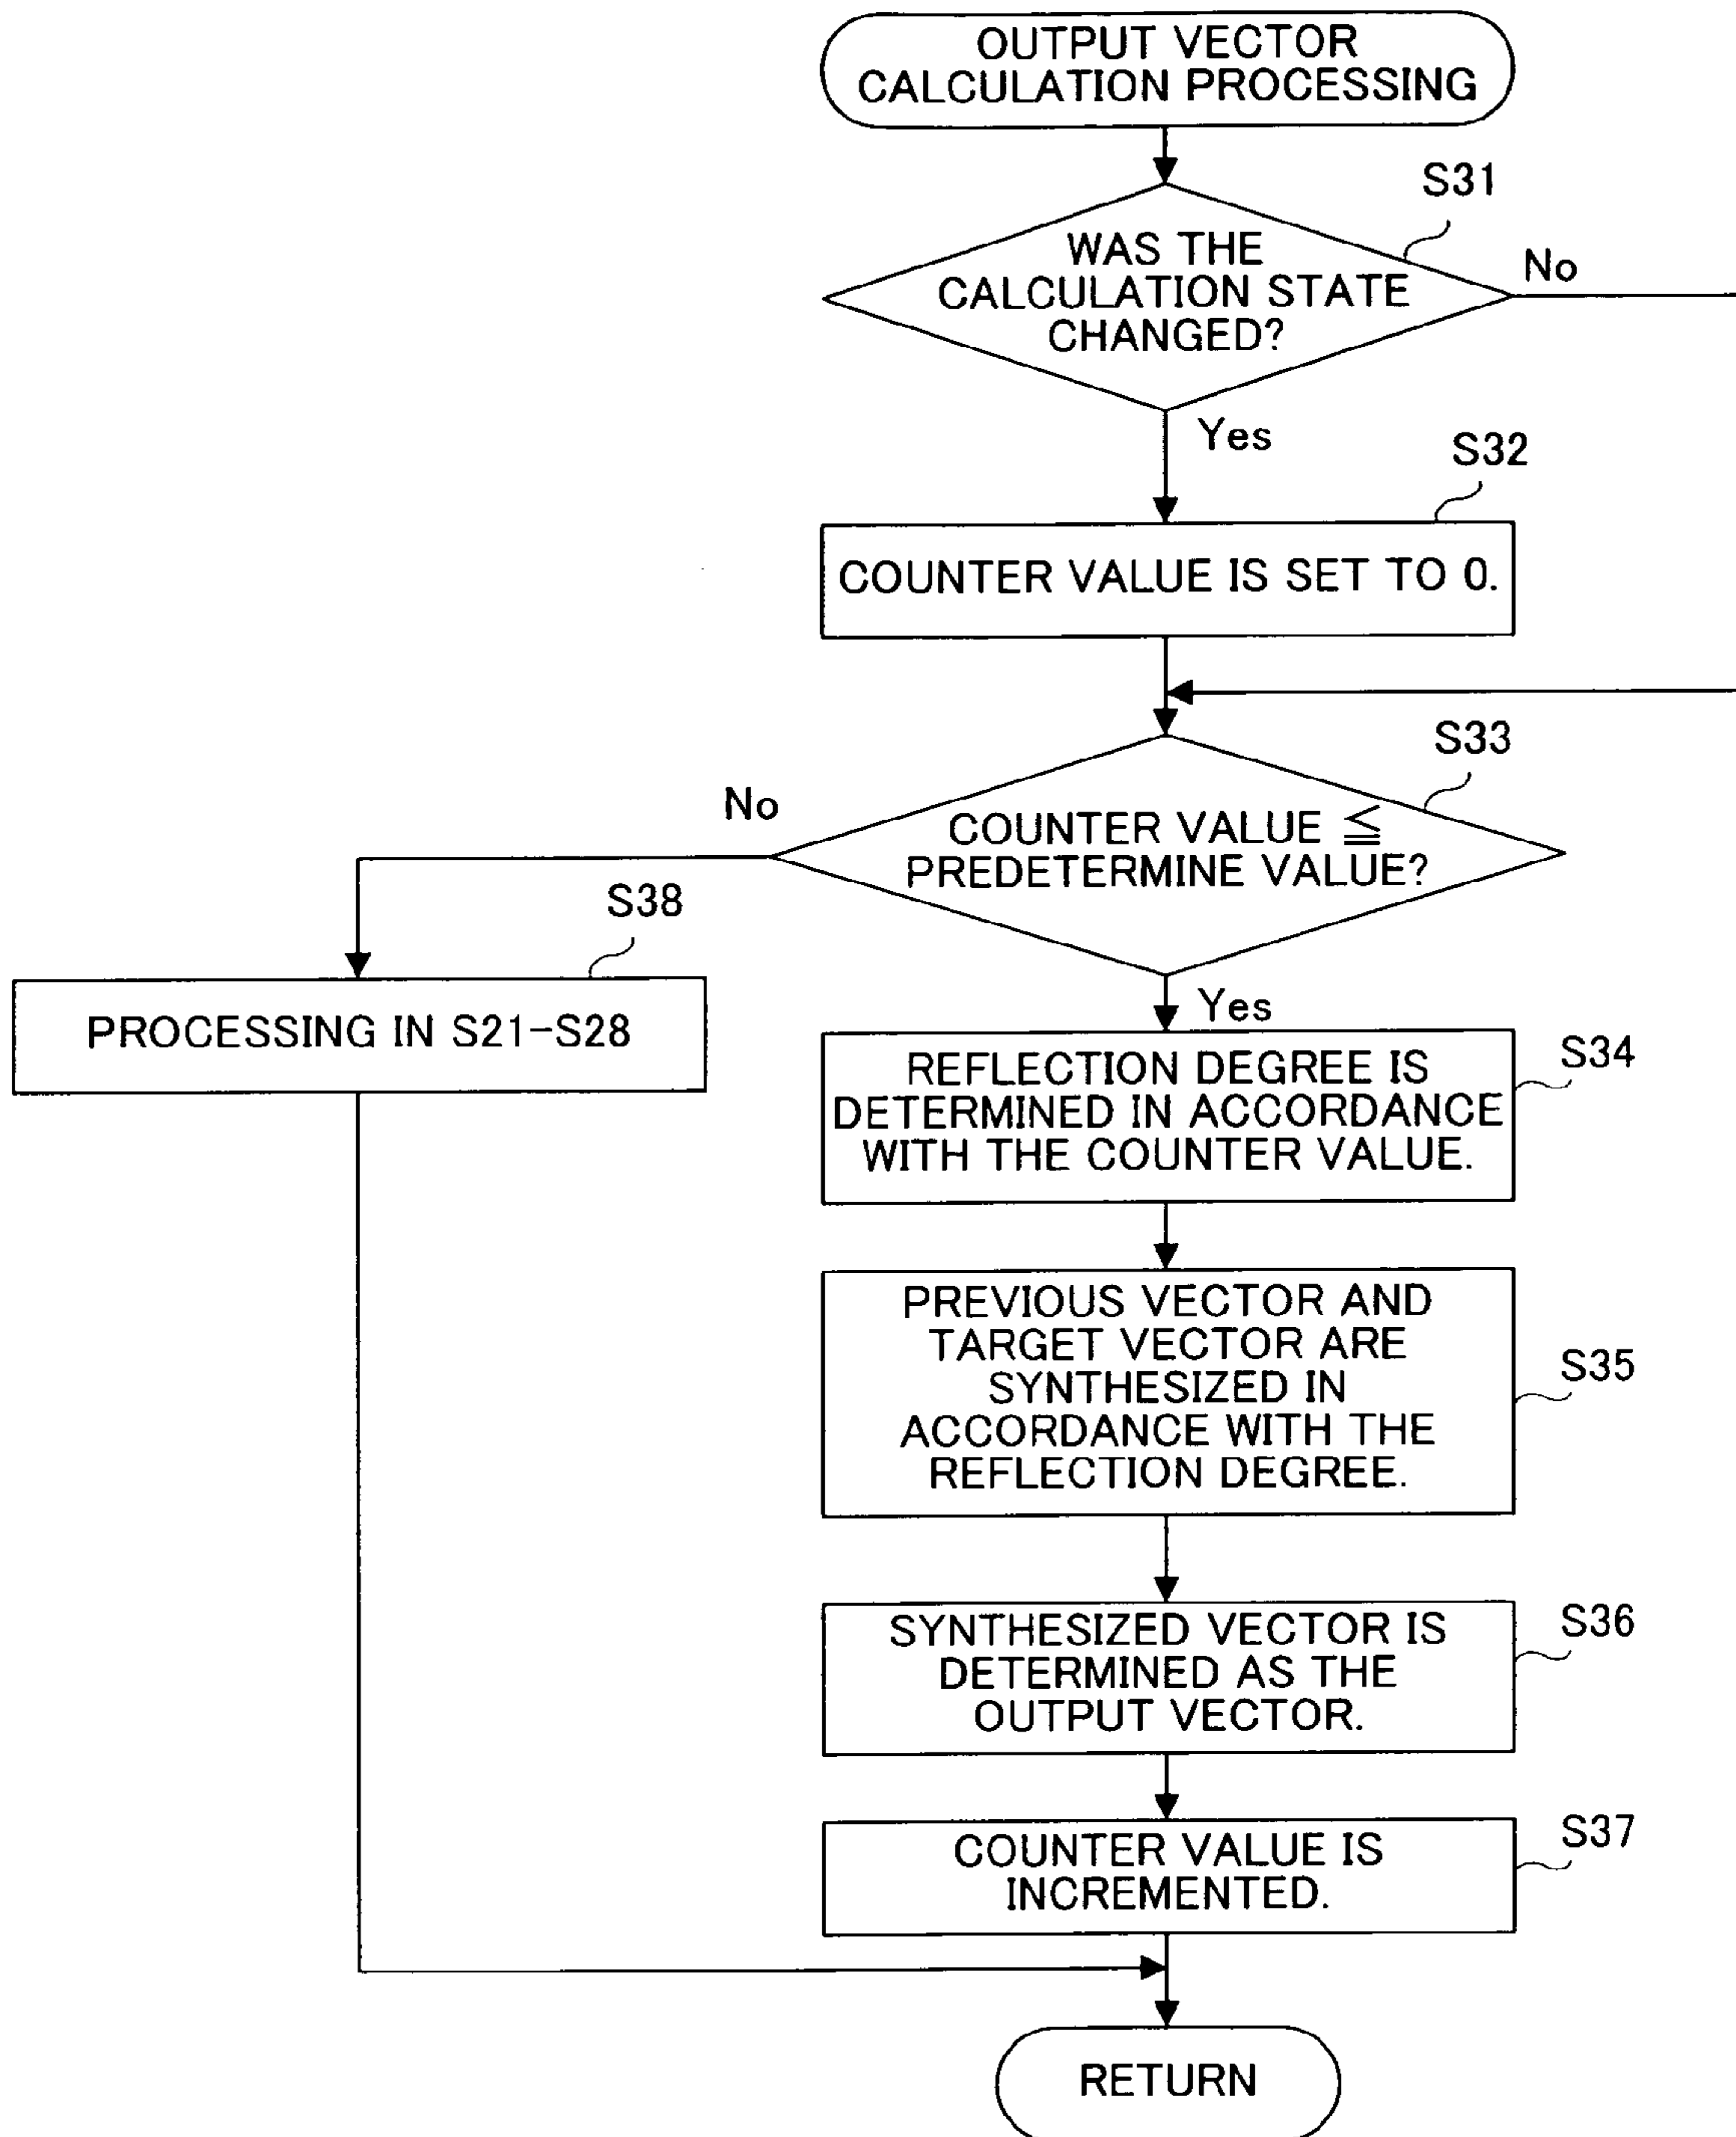 OUTPUT VECTOR
CALCULATION PROCESSING
S31
WAS THE
CALCULATION STATE
CHANGED?
No
Yes
S32
COUNTER VALUE IS SET TO 0.
S33
No
COUNTER VALUE ≦
PREDETERMINE VALUE?
S38
PROCESSING IN S21-S28
Yes
S34
REFLECTION DEGREE IS
DETERMINED IN ACCORDANCE
WITH THE COUNTER VALUE.
PREVIOUS VECTOR AND
TARGET VECTOR ARE
SYNTHESIZED IN
ACCORDANCE WITH THE
REFLECTION DEGREE.
S35
SYNTHESIZED VECTOR IS
DETERMINED AS THE
OUTPUT VECTOR.
S36
COUNTER VALUE IS
INCREMENTED.
S37
RETURN